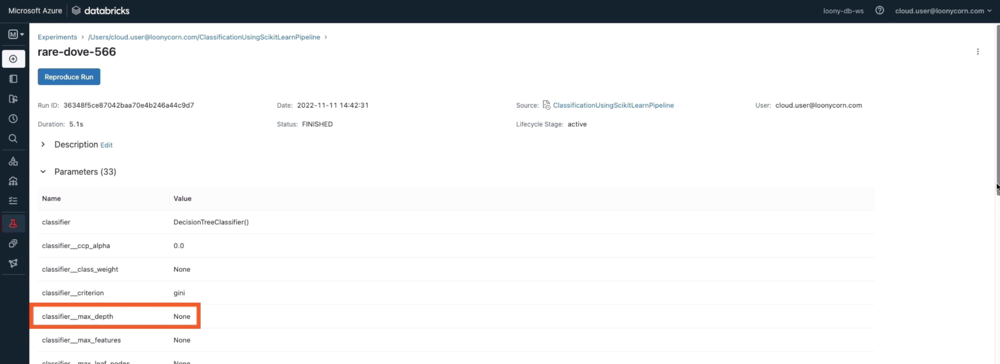 Microsoft Azure databricks loony-db-ws cloud.user@loonycorn.com
M
Experiments › /Users/cloud.user@loonycorn.com/ClassificationUsingScikitLearnPipeline ›
rare-dove-566
Reproduce Run
Run ID: 36348f5ce87042baa70e4b246a44c9d7 Date: 2022-11-11 14:42:31 Source: ClassificationUsingScikitLearnPipeline User: cloud.user@loonycorn.com
Duration: 5.1s Status: FINISHED Lifecycle Stage: active
Description Edit
Parameters (33)
Name Value
classifier DecisionTreeClassifier()
classifier__ccp_alpha 0.0
classifier__class_weight None
classifier__criterion gini
classifier__max_depth None
classifier__max_features None
classifier__max_leaf_nodes None